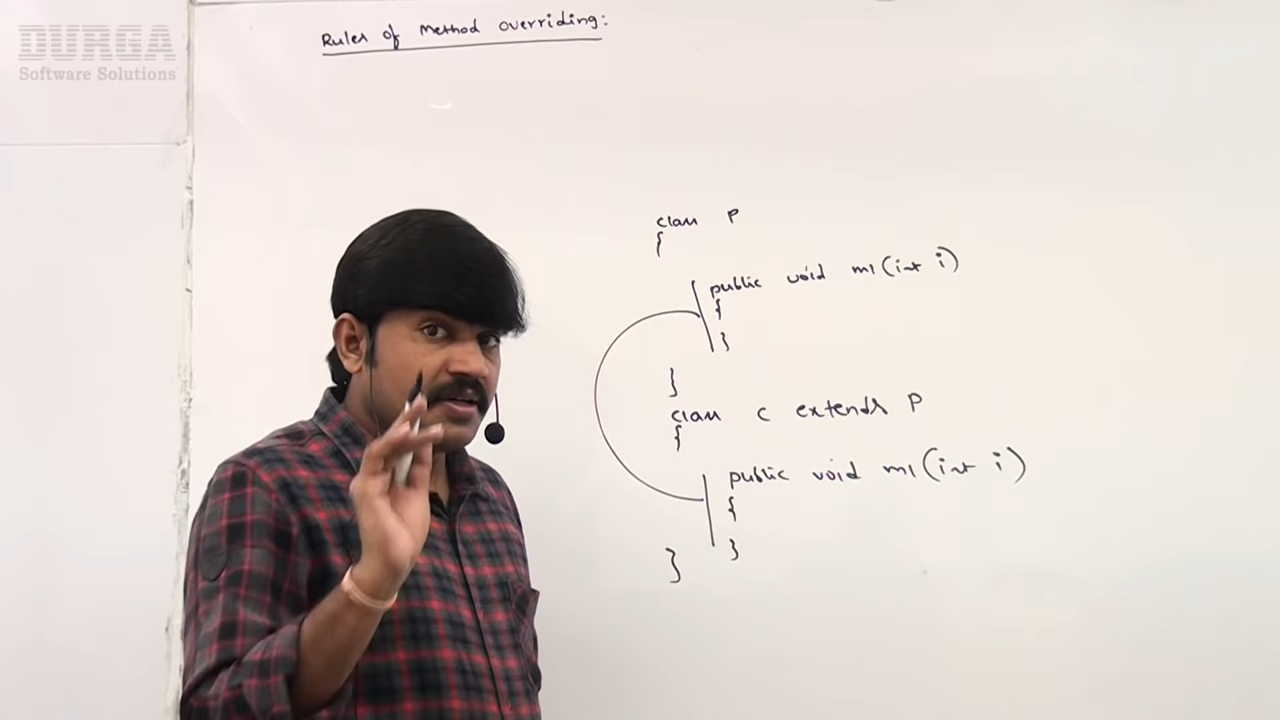 DURGA
Software Solutions
Rules of Method overriding:
class P
{
public void m1(int i)
{
}
}
class C extends P
{
public void m1(int i)
{
}
}